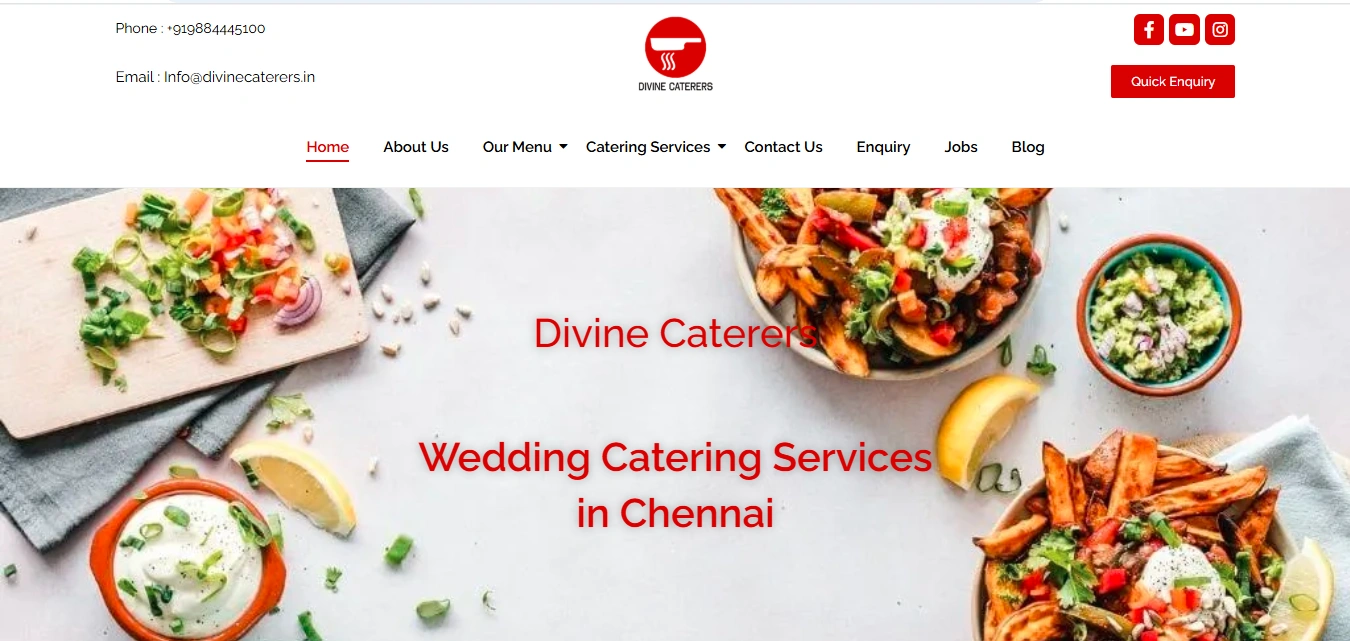 Phone : +919884445100
Email : Info@divinecaterers.in
DIVINE CATERERS
Quick Enquiry
Home About Us Our Menu Catering Services Contact Us Enquiry Jobs Blog
Divine Caterers
Wedding Catering Services
in Chennai